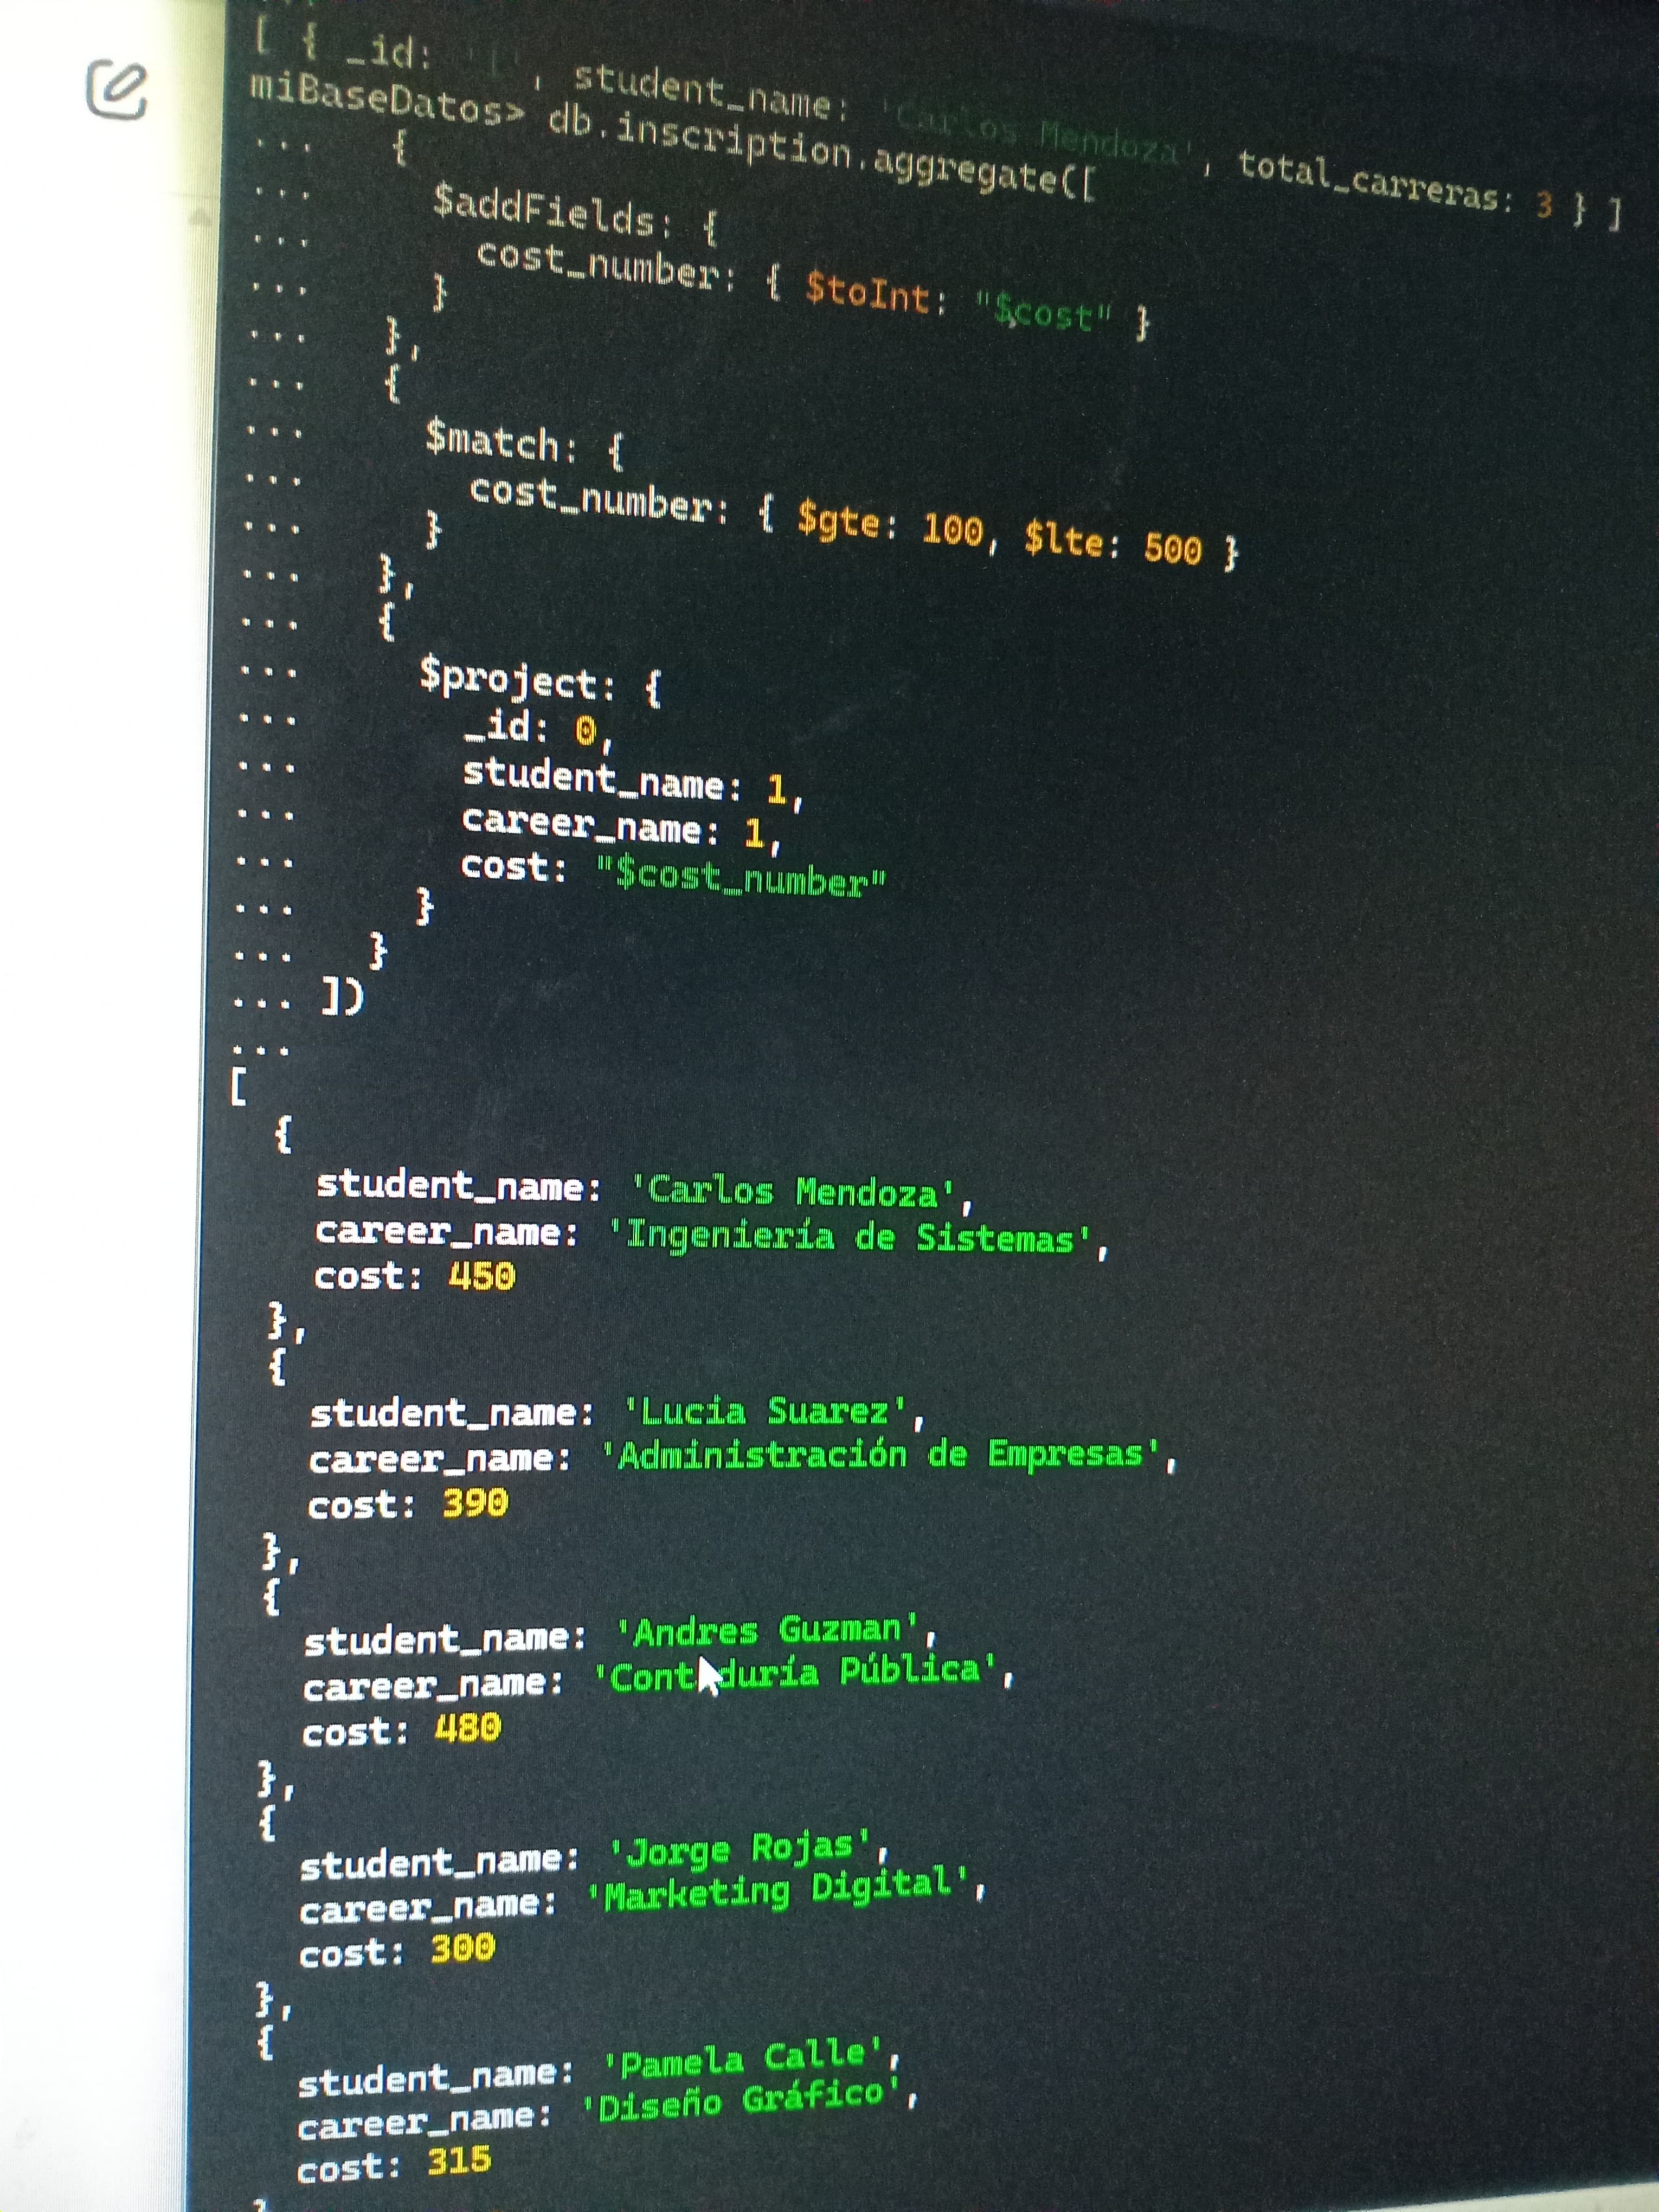 [ { _id: , student_name: 'Carlos Mendoza', total_carreras: 3 } ]
miBaseDatos> db.inscription.aggregate([
...   {
...     $addFields: {
...       cost_number: { $toInt: "$cost" }
...     }
...   },
...   {
...     $match: {
...       cost_number: { $gte: 100, $lte: 500 }
...     }
...   },
...   {
...     $project: {
...       _id: 0,
...       student_name: 1,
...       career_name: 1,
...       cost: "$cost_number"
...     }
...   }
... ])
...
[
  {
    student_name: 'Carlos Mendoza',
    career_name: 'Ingeniería de Sistemas',
    cost: 450
  },
  {
    student_name: 'Lucia Suarez',
    career_name: 'Administración de Empresas',
    cost: 390
  },
  {
    student_name: 'Andres Guzman',
    career_name: 'Contaduría Pública',
    cost: 480
  },
  {
    student_name: 'Jorge Rojas',
    career_name: 'Marketing Digital',
    cost: 300
  },
  {
    student_name: 'Pamela Calle',
    career_name: 'Diseño Gráfico',
    cost: 315
  }